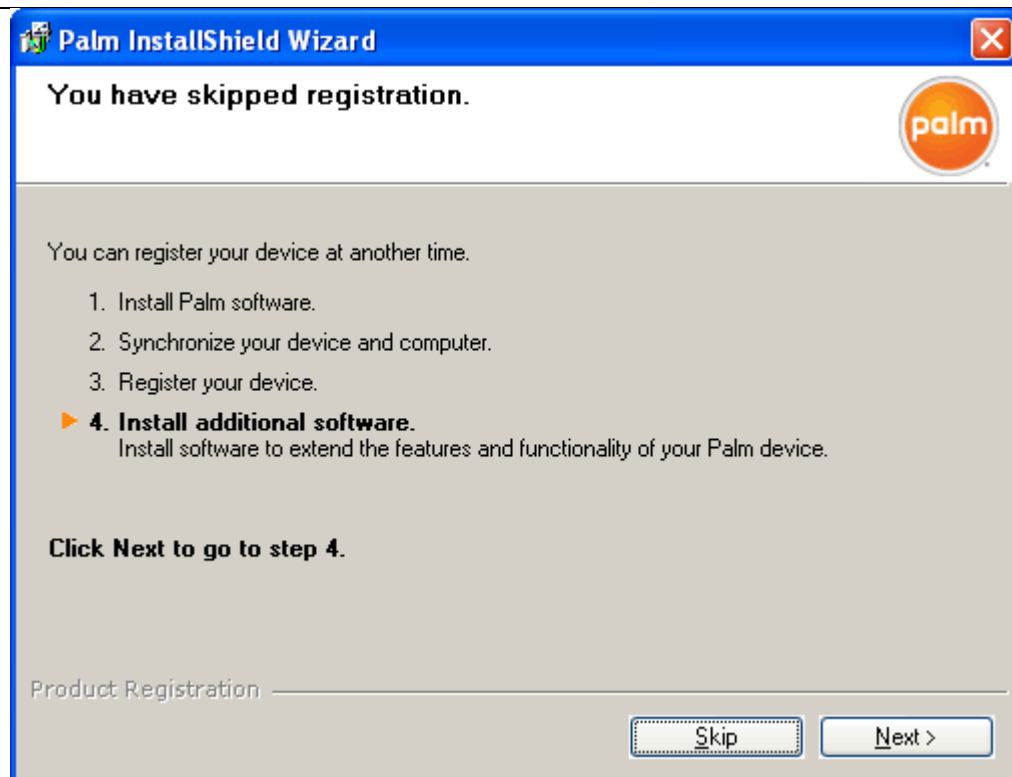 Palm InstallShield Wizard
You have skipped registration.
palm
You can register your device at another time.
1. Install Palm software.
2. Synchronize your device and computer.
3. Register your device.
4. Install additional software.
Install software to extend the features and functionality of your Palm device.
Click Next to go to step 4.
Product Registration
Skip
Next >